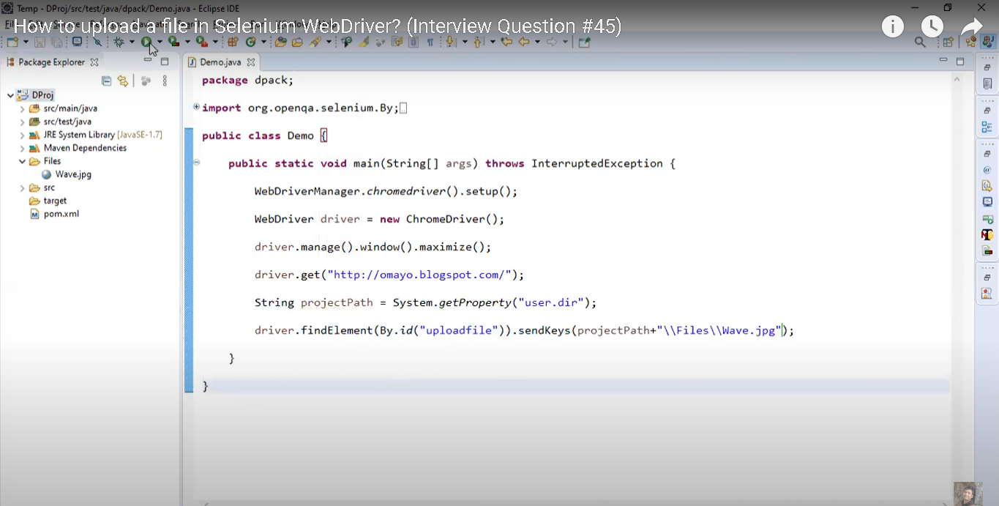 Temp - DProj/src/test/java/dpack/Demo.java - Eclipse IDE
How to upload a file in Selenium WebDriver? (Interview Question #45)
Package Explorer
Demo.java
DProj
src/main/java
src/test/java
JRE System Library [JavaSE-1.7]
Maven Dependencies
Files
Wave.jpg
src
target
pom.xml
package dpack;
import org.openqa.selenium.By;
public class Demo {
public static void main(String[] args) throws InterruptedException {
WebDriverManager.chromedriver().setup();
WebDriver driver = new ChromeDriver();
driver.manage().window().maximize();
driver.get("http://omayo.blogspot.com/");
String projectPath = System.getProperty("user.dir");
driver.findElement(By.id("uploadfile")).sendKeys(projectPath+"\\Files\\Wave.jpg");
}
}